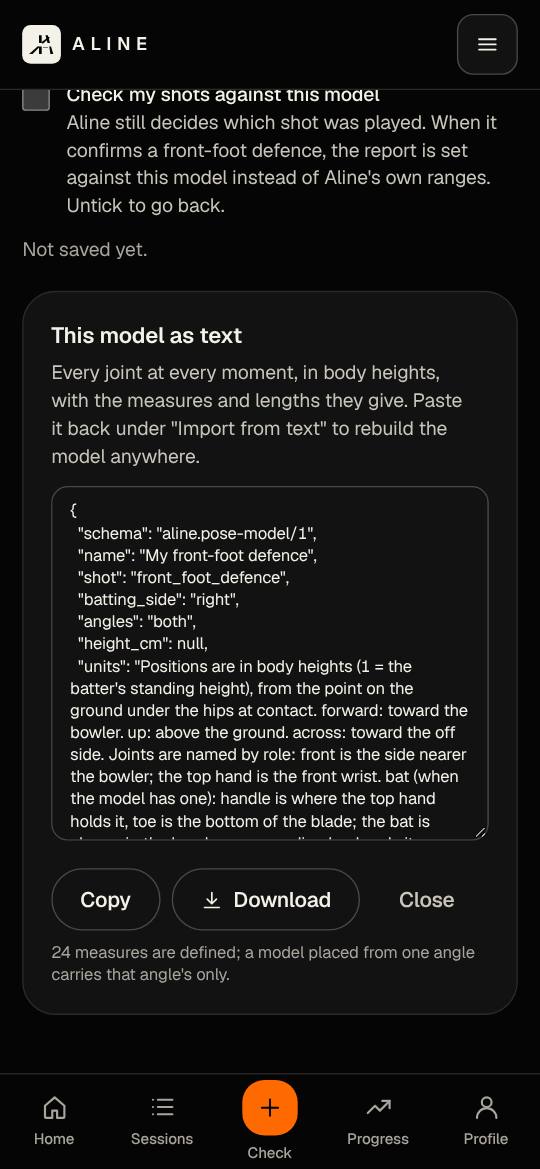 ALINE
Check my shots against this model
Aline still decides which shot was played. When it
confirms a front-foot defence, the report is set
against this model instead of Aline's own ranges.
Untick to go back.
Not saved yet.
This model as text
Every joint at every moment, in body heights,
with the measures and lengths they give. Paste
it back under "Import from text" to rebuild the
model anywhere.
{
"schema": "aline.pose-model/1",
"name": "My front-foot defence",
"shot": "front_foot_defence",
"batting_side": "right",
"angles": "both",
"height_cm": null,
"units": "Positions are in body heights (1 = the
batter's standing height), from the point on the
ground under the hips at contact. forward: toward the
bowler. up: above the ground. across: toward the off
side. Joints are named by role: front is the side nearer
the bowler; the top hand is the front wrist. bat (when
the model has one): handle is where the top hand
holds it, toe is the bottom of the blade; the bat is
Copy
Download
Close
24 measures are defined; a model placed from one angle
carries that angle's only.
Home
Sessions
Check
Progress
Profile